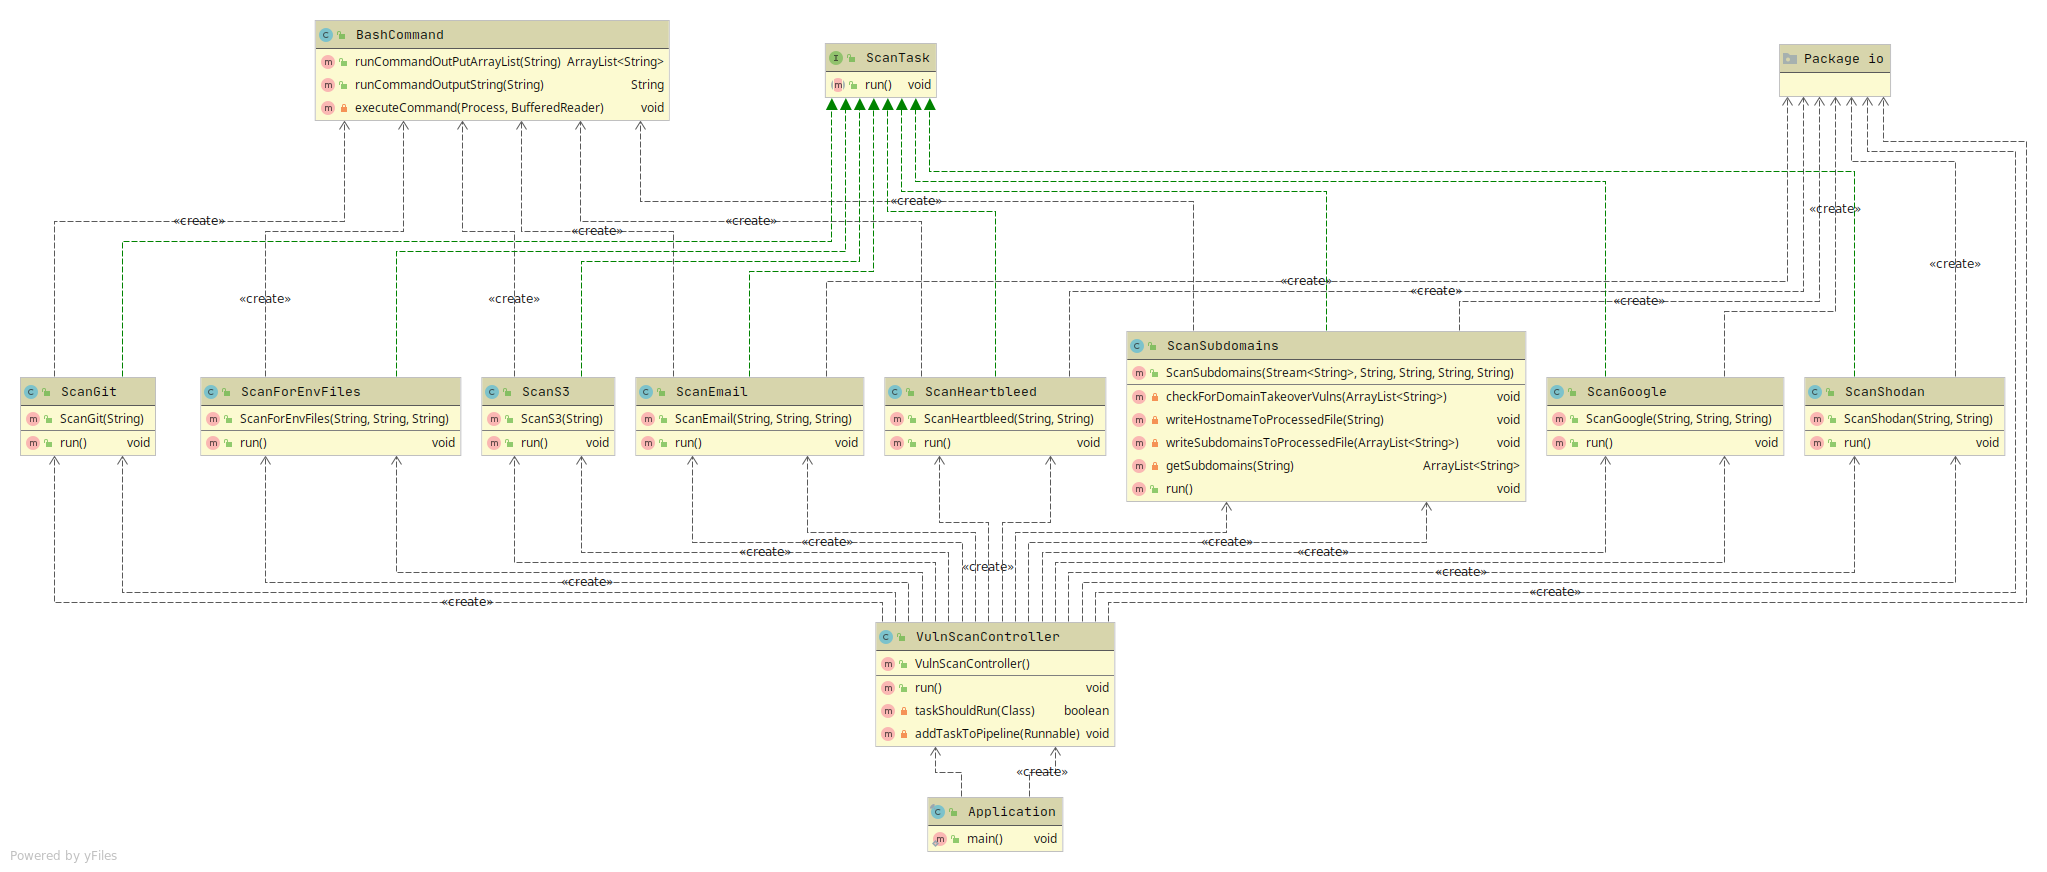 BashCommand
runCommandOutPutArrayList(String) ArrayList<String>
runCommandOutputString(String) String
executeCommand(Process, BufferedReader) void
ScanTask
run() void
Package io
«create»
«create»
«create»
«create»
«create»
«create»
«create»
«create»
«create»
«create»
«create»
«create»
ScanGit
ScanGit(String)
run() void
ScanForEnvFiles
ScanForEnvFiles(String, String, String)
run() void
ScanS3
ScanS3(String)
run() void
ScanEmail
ScanEmail(String, String, String)
run() void
ScanHeartbleed
ScanHeartbleed(String, String)
run() void
ScanSubdomains
ScanSubdomains(Stream<String>, String, String, String, String)
checkForDomainTakeoverVulns(ArrayList<String>) void
writeHostnameToProcessedFile(String) void
writeSubdomainsToProcessedFile(ArrayList<String>) void
getSubdomains(String) ArrayList<String>
run() void
ScanGoogle
ScanGoogle(String, String, String)
run() void
ScanShodan
ScanShodan(String, String)
run() void
«create»
«create»
«create»
«create»
«create»
«create»
«create»
«create»
«create»
VulnScanController
VulnScanController()
run() void
taskShouldRun(Class) boolean
addTaskToPipeline(Runnable) void
«create»
Application
main() void
Powered by yFiles